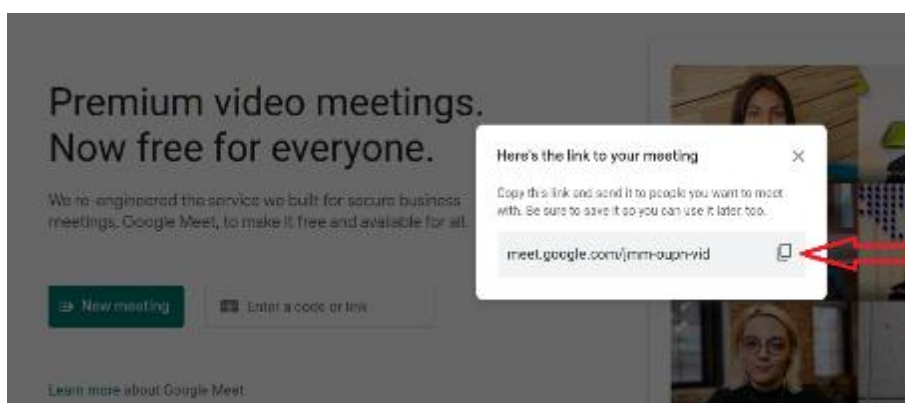 Premium video meetings.
Now free for everyone.
We re-engineered the service we built for secure business
meetings, Google Meet, to make it free and available for all.
New meeting
Enter a code or link
Learn more about Google Meet
Here's the link to your meeting
Copy this link and send it to people you want to meet
with. Be sure to save it so you can use it later, too.
meet.google.com/jmm-oupn-vid